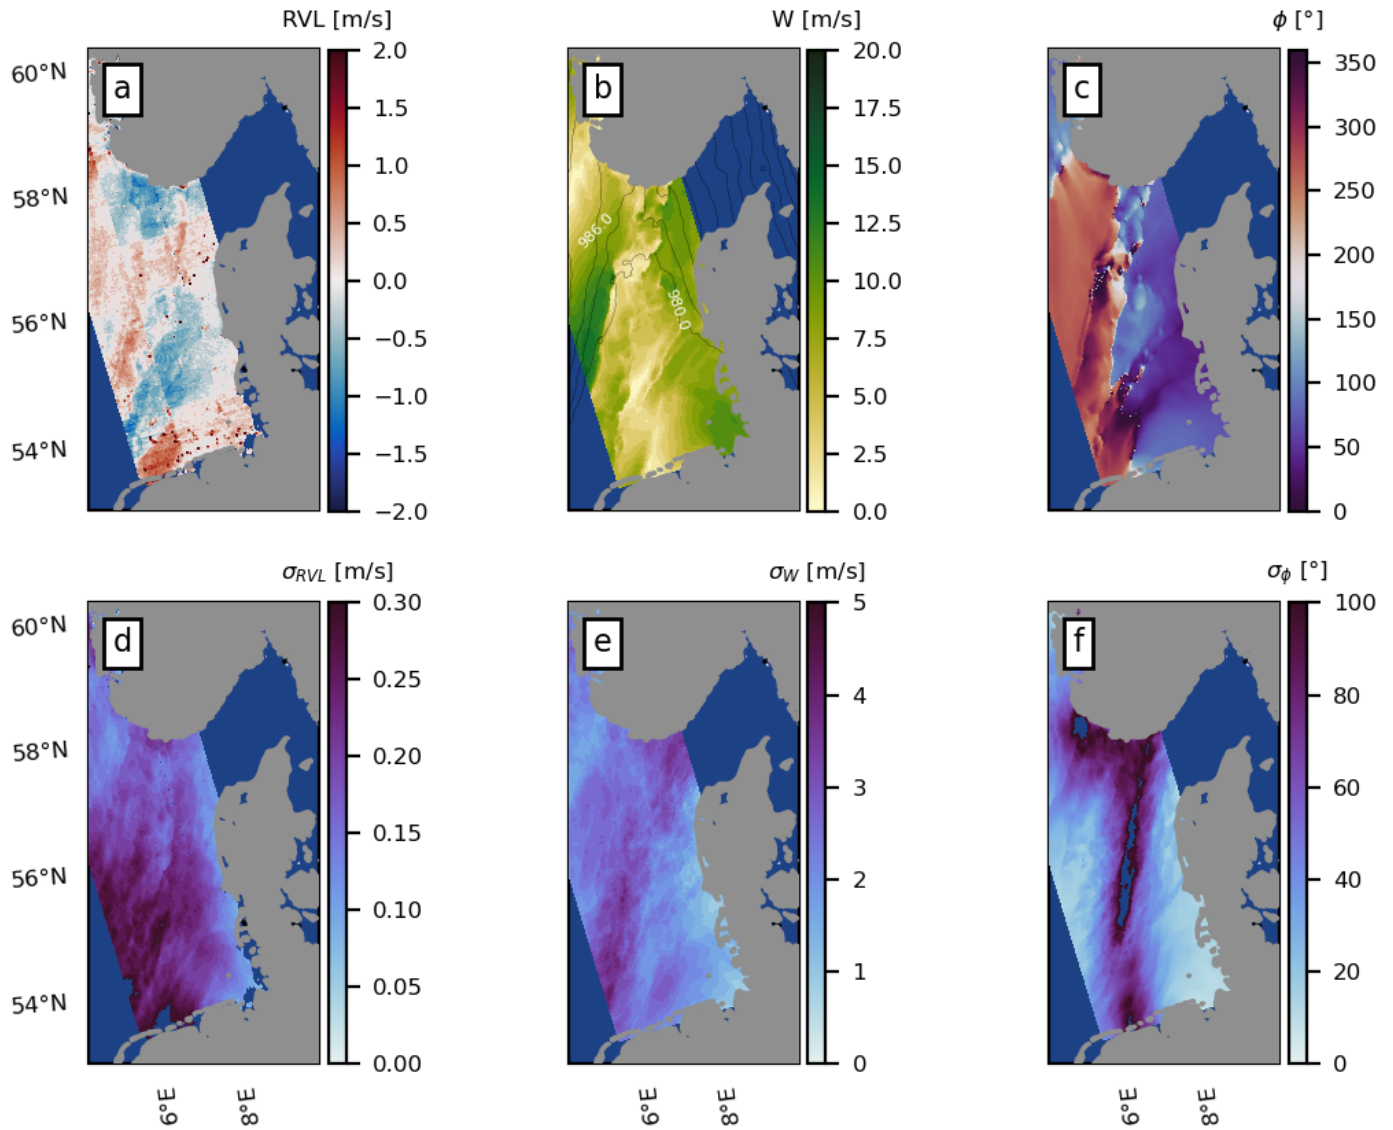 RVL [m/s]
W [m/s]
ϕ [°]
60°N
58°N
56°N
54°N
a
2.0
1.5
1.0
0.5
0.0
−0.5
−1.0
−1.5
−2.0
b
986.0
980.0
20.0
17.5
15.0
12.5
10.0
7.5
5.0
2.5
0.0
c
350
300
250
200
150
100
50
0
σRVL [m/s]
σW [m/s]
σϕ [°]
60°N
58°N
56°N
54°N
d
0.30
0.25
0.20
0.15
0.10
0.05
0.00
e
5
4
3
2
1
0
f
100
80
60
40
20
0
6°E
8°E
6°E
8°E
6°E
8°E